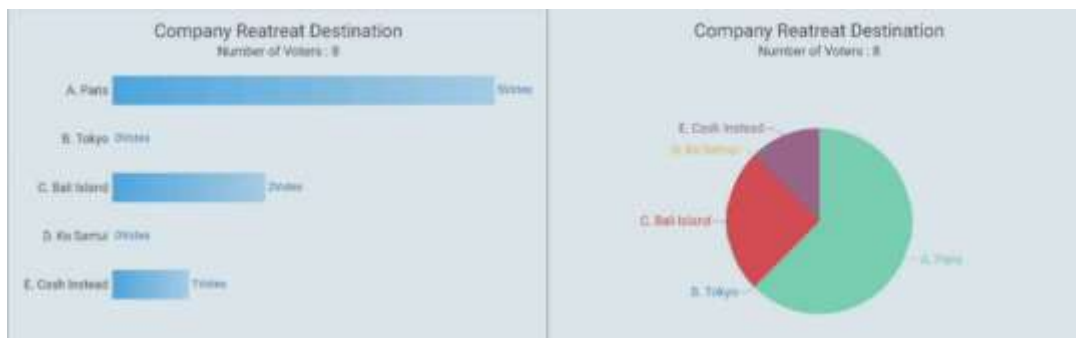 Company Reatreat Destination
Number of Voters : 8
A. Paris
5Votes
B. Tokyo
0Votes
C. Bali Island
2Votes
D. Ko Samui
0Votes
E. Cash Instead
1Votes
Company Reatreat Destination
Number of Voters : 8
E. Cash Instead
D. Ko Samui
C. Bali Island
A. Paris
B. Tokyo